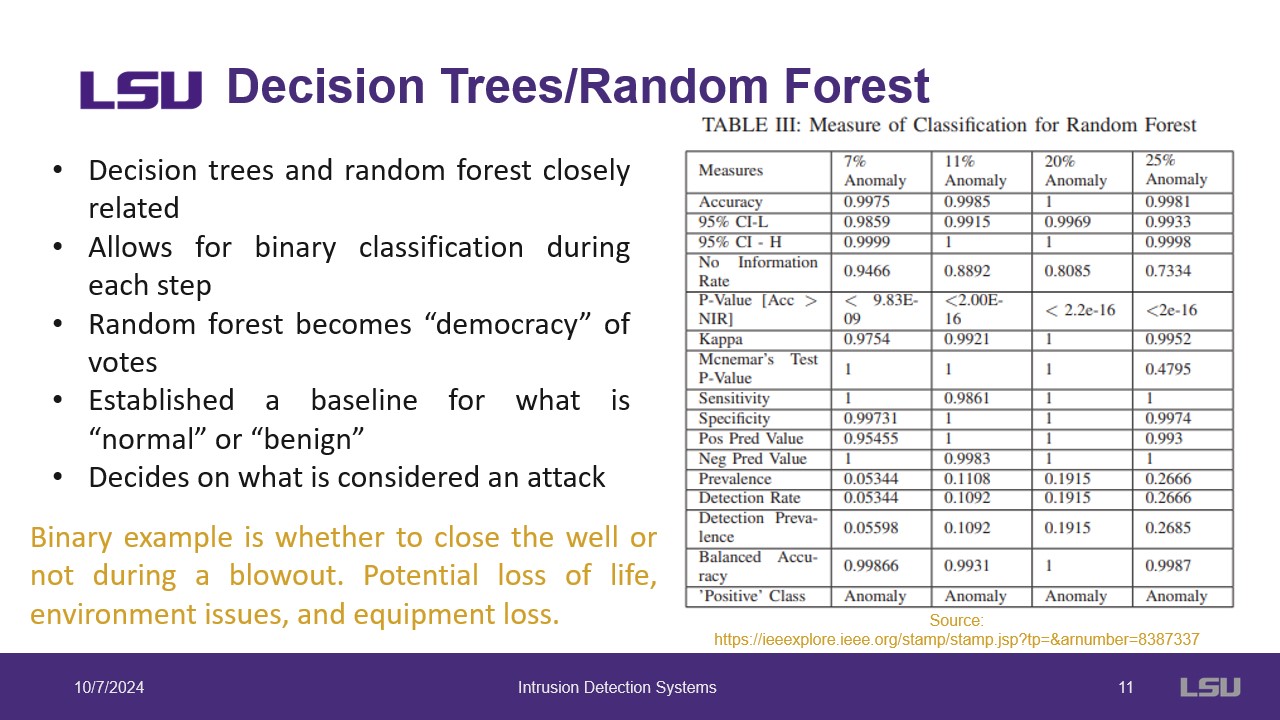 LSU Decision Trees/Random Forest
• Decision trees and random forest closely
related
• Allows for binary classification during
each step
• Random forest becomes “democracy” of
votes
• Established a baseline for what is
“normal” or “benign”
• Decides on what is considered an attack
Binary example is whether to close the well or
not during a blowout. Potential loss of life,
environment issues, and equipment loss.
TABLE III: Measure of Classification for Random Forest
Measures 7% Anomaly 11% Anomaly 20% Anomaly 25% Anomaly
Accuracy 0.9975 0.9985 1 0.9981
95% CI-L 0.9859 0.9915 0.9969 0.9933
95% CI - H 0.9999 1 1 0.9998
No Information Rate 0.9466 0.8892 0.8085 0.7334
P-Value [Acc > NIR] < 9.83E-09 <2.00E-16 < 2.2e-16 <2e-16
Kappa 0.9754 0.9921 1 0.9952
Mcnemar's Test P-Value 1 1 1 0.4795
Sensitivity 1 0.9861 1 1
Specificity 0.99731 1 1 0.9974
Pos Pred Value 0.95455 1 1 0.993
Neg Pred Value 1 0.9983 1 1
Prevalence 0.05344 0.1108 0.1915 0.2666
Detection Rate 0.05344 0.1092 0.1915 0.2666
Detection Prevalence 0.05598 0.1092 0.1915 0.2685
Balanced Accuracy 0.99866 0.9931 1 0.9987
'Positive' Class Anomaly Anomaly Anomaly Anomaly
Source:
https://ieeexplore.ieee.org/stamp/stamp.jsp?tp=&arnumber=8387337
10/7/2024 Intrusion Detection Systems 11 LSU